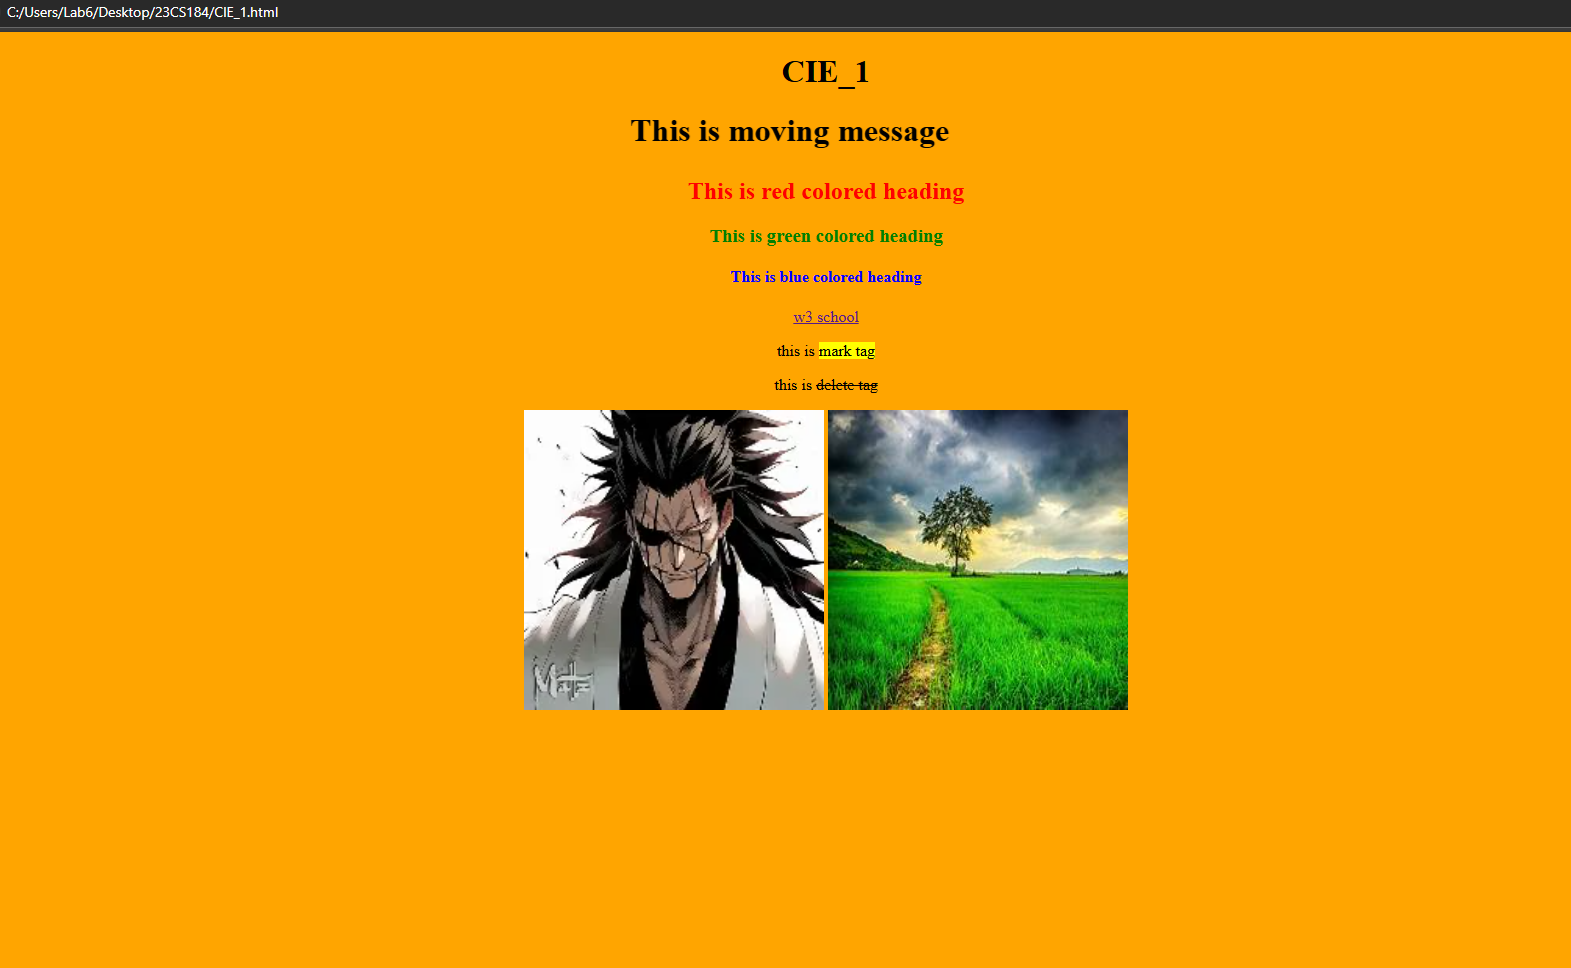 C:/Users/Lab6/Desktop/23CS184/CIE_1.html
CIE_1
This is moving message
This is red colored heading
This is green colored heading
This is blue colored heading
w3 school
this is mark tag
this is delete tag